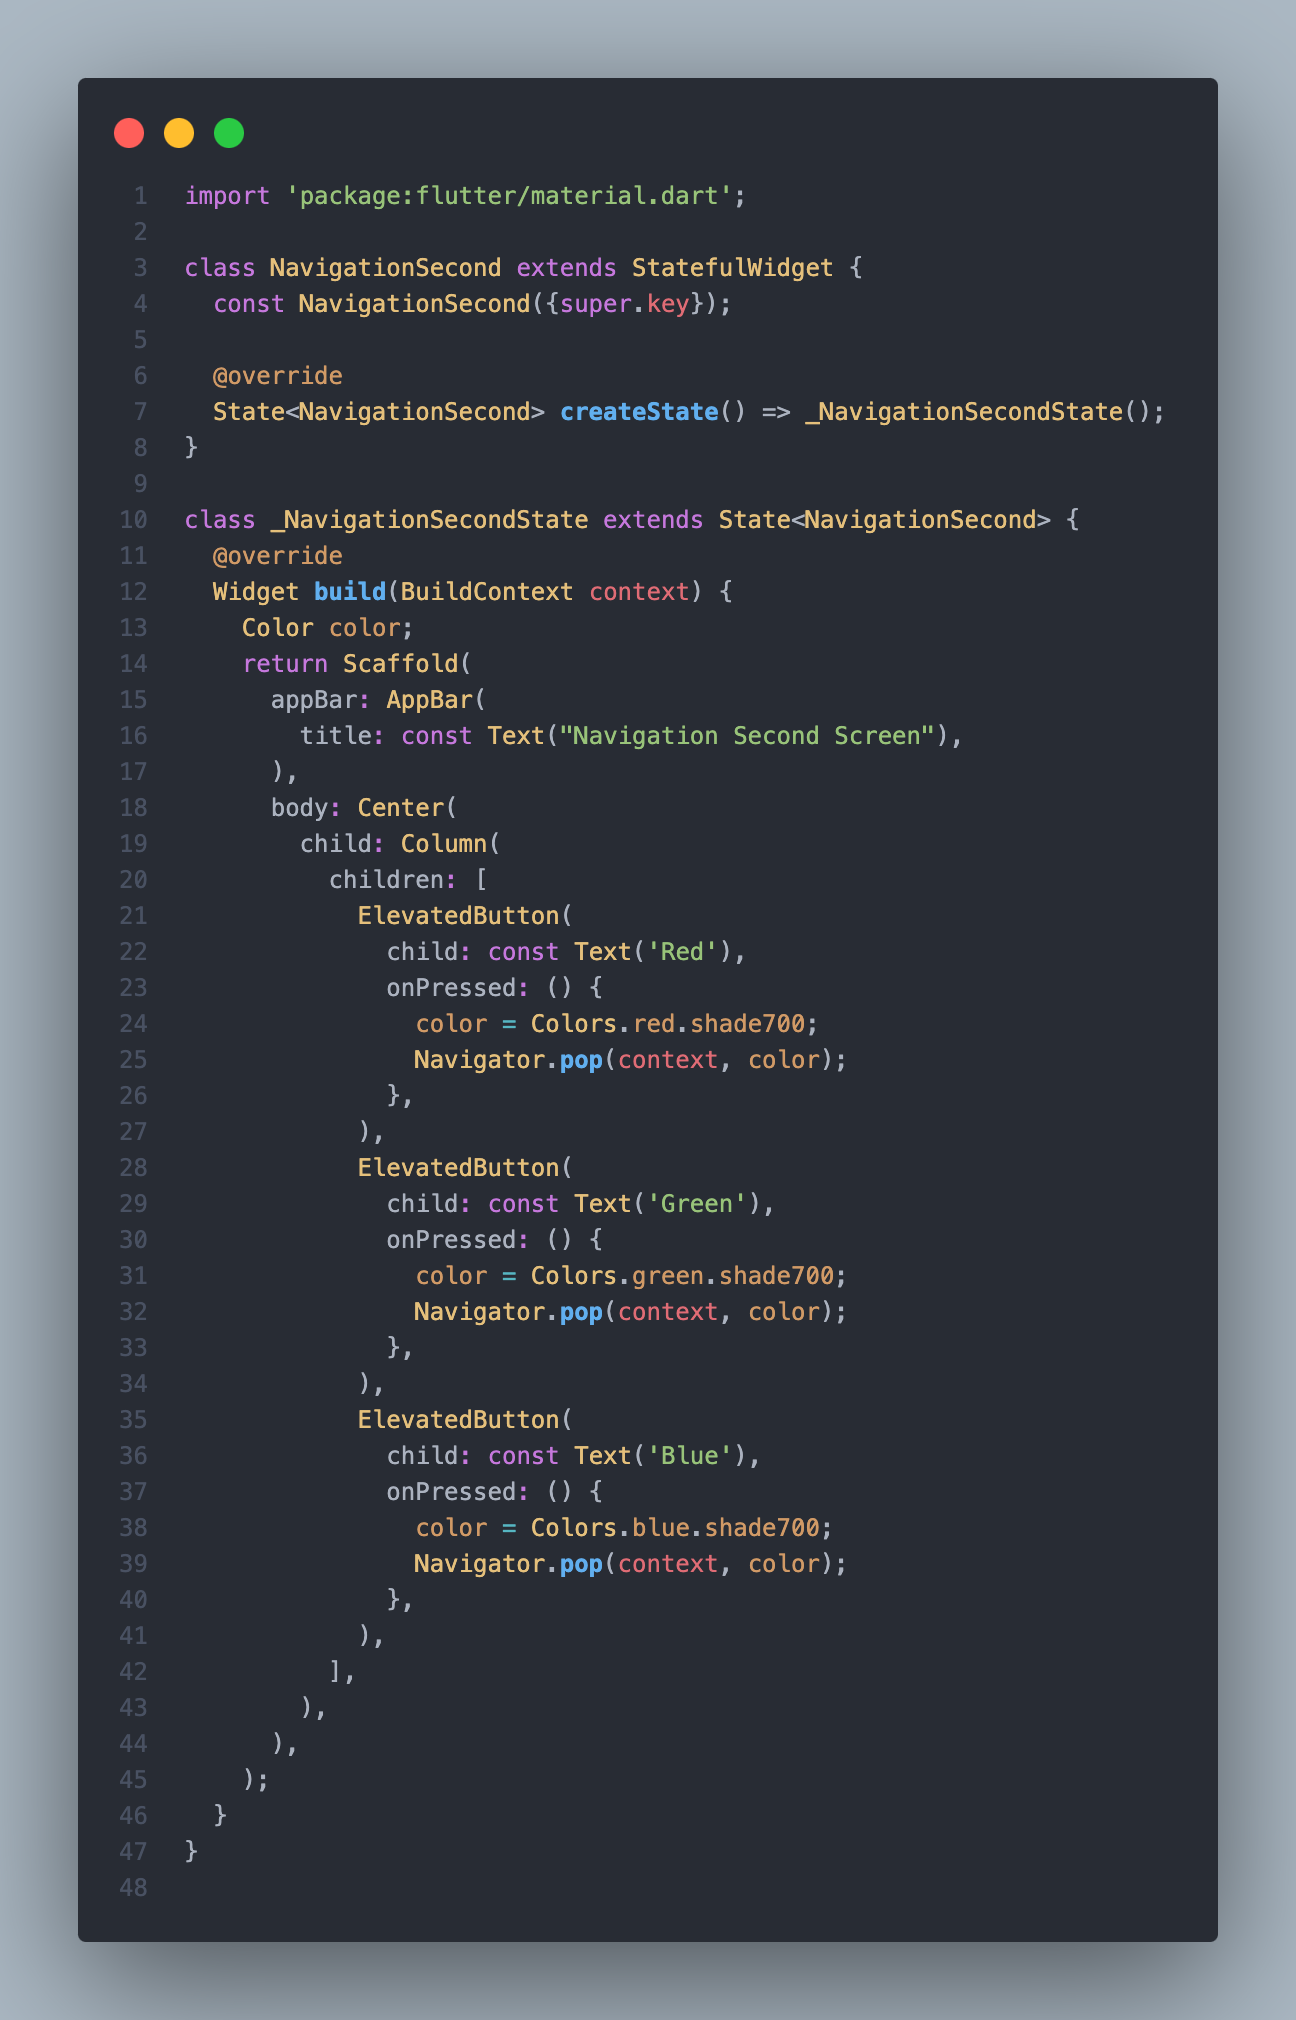 1 import 'package:flutter/material.dart';
2
3 class NavigationSecond extends StatefulWidget {
4   const NavigationSecond({super.key});
5
6   @override
7   State<NavigationSecond> createState() => _NavigationSecondState();
8 }
9
10 class _NavigationSecondState extends State<NavigationSecond> {
11   @override
12   Widget build(BuildContext context) {
13     Color color;
14     return Scaffold(
15       appBar: AppBar(
16         title: const Text("Navigation Second Screen"),
17       ),
18       body: Center(
19         child: Column(
20           children: [
21             ElevatedButton(
22               child: const Text('Red'),
23               onPressed: () {
24                 color = Colors.red.shade700;
25                 Navigator.pop(context, color);
26               },
27             ),
28             ElevatedButton(
29               child: const Text('Green'),
30               onPressed: () {
31                 color = Colors.green.shade700;
32                 Navigator.pop(context, color);
33               },
34             ),
35             ElevatedButton(
36               child: const Text('Blue'),
37               onPressed: () {
38                 color = Colors.blue.shade700;
39                 Navigator.pop(context, color);
40               },
41             ),
42           ],
43         ),
44       ),
45     );
46   }
47 }
48